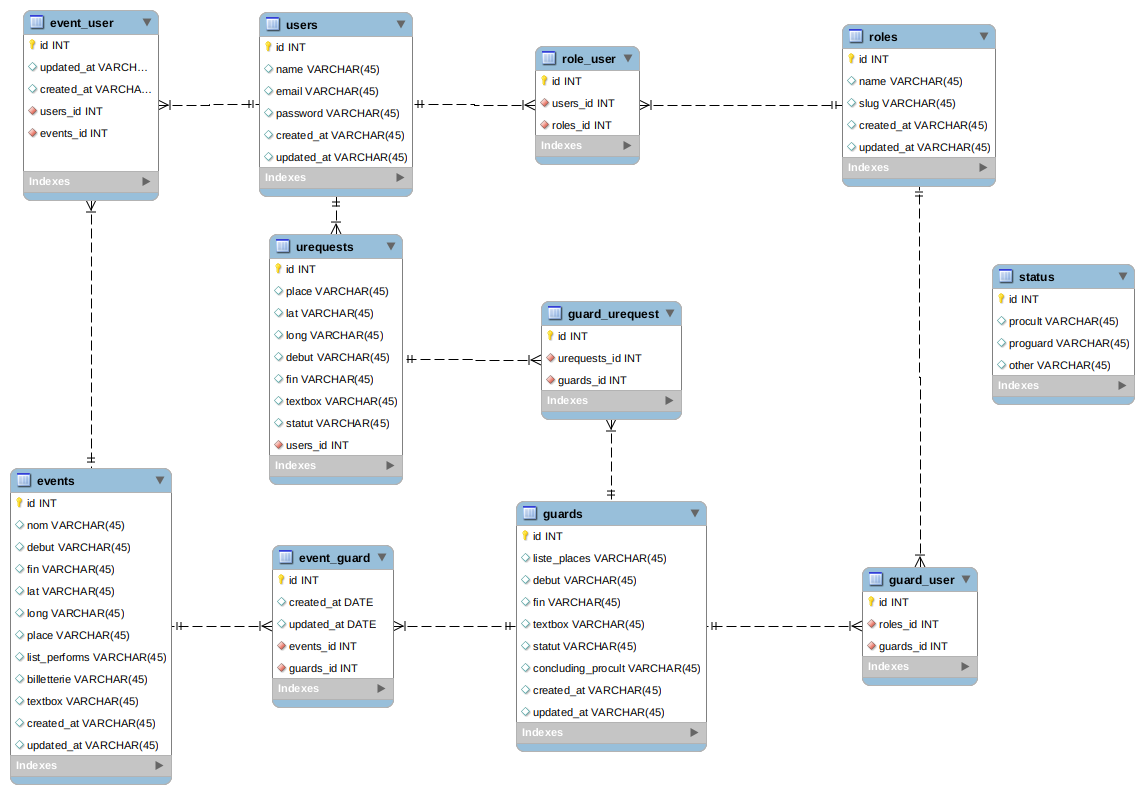 event_user
id INT
updated_at VARCH...
created_at VARCHA...
users_id INT
events_id INT
Indexes
users
id INT
name VARCHAR(45)
email VARCHAR(45)
password VARCHAR(45)
created_at VARCHAR(45)
updated_at VARCHAR(45)
Indexes
role_user
id INT
users_id INT
roles_id INT
Indexes
roles
id INT
name VARCHAR(45)
slug VARCHAR(45)
created_at VARCHAR(45)
updated_at VARCHAR(45)
Indexes
urequests
id INT
place VARCHAR(45)
lat VARCHAR(45)
long VARCHAR(45)
debut VARCHAR(45)
fin VARCHAR(45)
textbox VARCHAR(45)
statut VARCHAR(45)
users_id INT
Indexes
guard_urequest
id INT
urequests_id INT
guards_id INT
Indexes
status
id INT
procult VARCHAR(45)
proguard VARCHAR(45)
other VARCHAR(45)
Indexes
events
id INT
nom VARCHAR(45)
debut VARCHAR(45)
fin VARCHAR(45)
lat VARCHAR(45)
long VARCHAR(45)
place VARCHAR(45)
list_performs VARCHAR(45)
billetterie VARCHAR(45)
textbox VARCHAR(45)
created_at VARCHAR(45)
updated_at VARCHAR(45)
Indexes
event_guard
id INT
created_at DATE
updated_at DATE
events_id INT
guards_id INT
Indexes
guards
id INT
liste_places VARCHAR(45)
debut VARCHAR(45)
fin VARCHAR(45)
textbox VARCHAR(45)
statut VARCHAR(45)
concluding_procult VARCHAR(45)
created_at VARCHAR(45)
updated_at VARCHAR(45)
Indexes
guard_user
id INT
roles_id INT
guards_id INT
Indexes